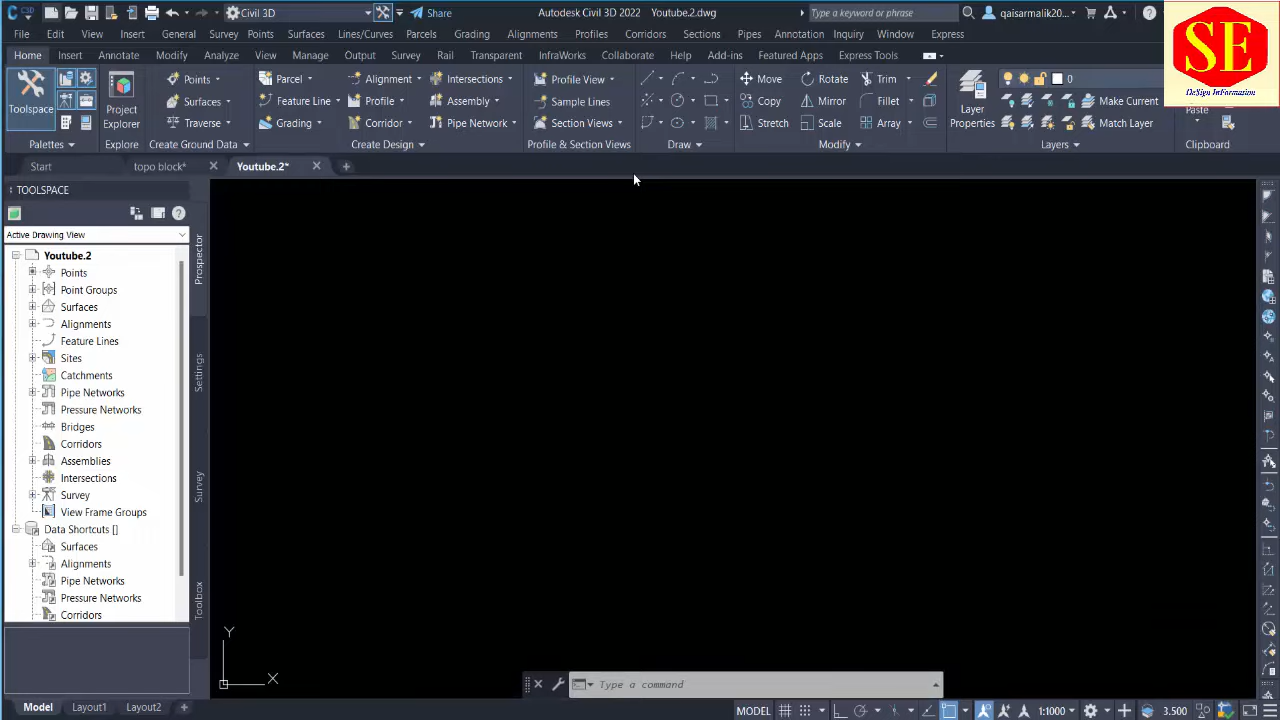 C 3D Civil 3D Share Autodesk Civil 3D 2022 Youtube.2.dwg Type a keyword or phrase qaisarmalik20...
File Edit View Insert General Survey Points Surfaces Lines/Curves Parcels Grading Alignment Profiles Corridors Sections Pipes Annotation Inquiry Window Express
Home Insert Annotate Modify Analyze View Manage Output Survey Rail Transparent InfraWorks Collaborate Help Add-ins Featured Apps Express Tools
Points Parcel Alignment Intersections Profile View Move Rotate Trim 0
Surfaces Feature Line Profile Assembly Sample Lines Copy Mirror Fillet Make Current
Traverse Grading Corridor Pipe Network Section Views Stretch Scale Array Match Layer
Toolspace
Project
Explorer
Layer
Properties
Paste
Palettes Explore Create Ground Data Create Design Profile & Section Views Draw Modify Layers Clipboard
SE
DeSign InFormation
Start topo block* Youtube.2*
TOOLSPACE
Active Drawing View
Youtube.2
Points
Point Groups
Surfaces
Alignments
Feature Lines
Sites
Catchments
Pipe Networks
Pressure Networks
Bridges
Corridors
Assemblies
Intersections
Survey
View Frame Groups
Data Shortcuts []
Surfaces
Alignments
Pipe Networks
Pressure Networks
Corridors
Prospector
Settings
Survey
Toolbox
Y
X
Type a command
Model Layout1 Layout2 MODEL 1:1000 3.500